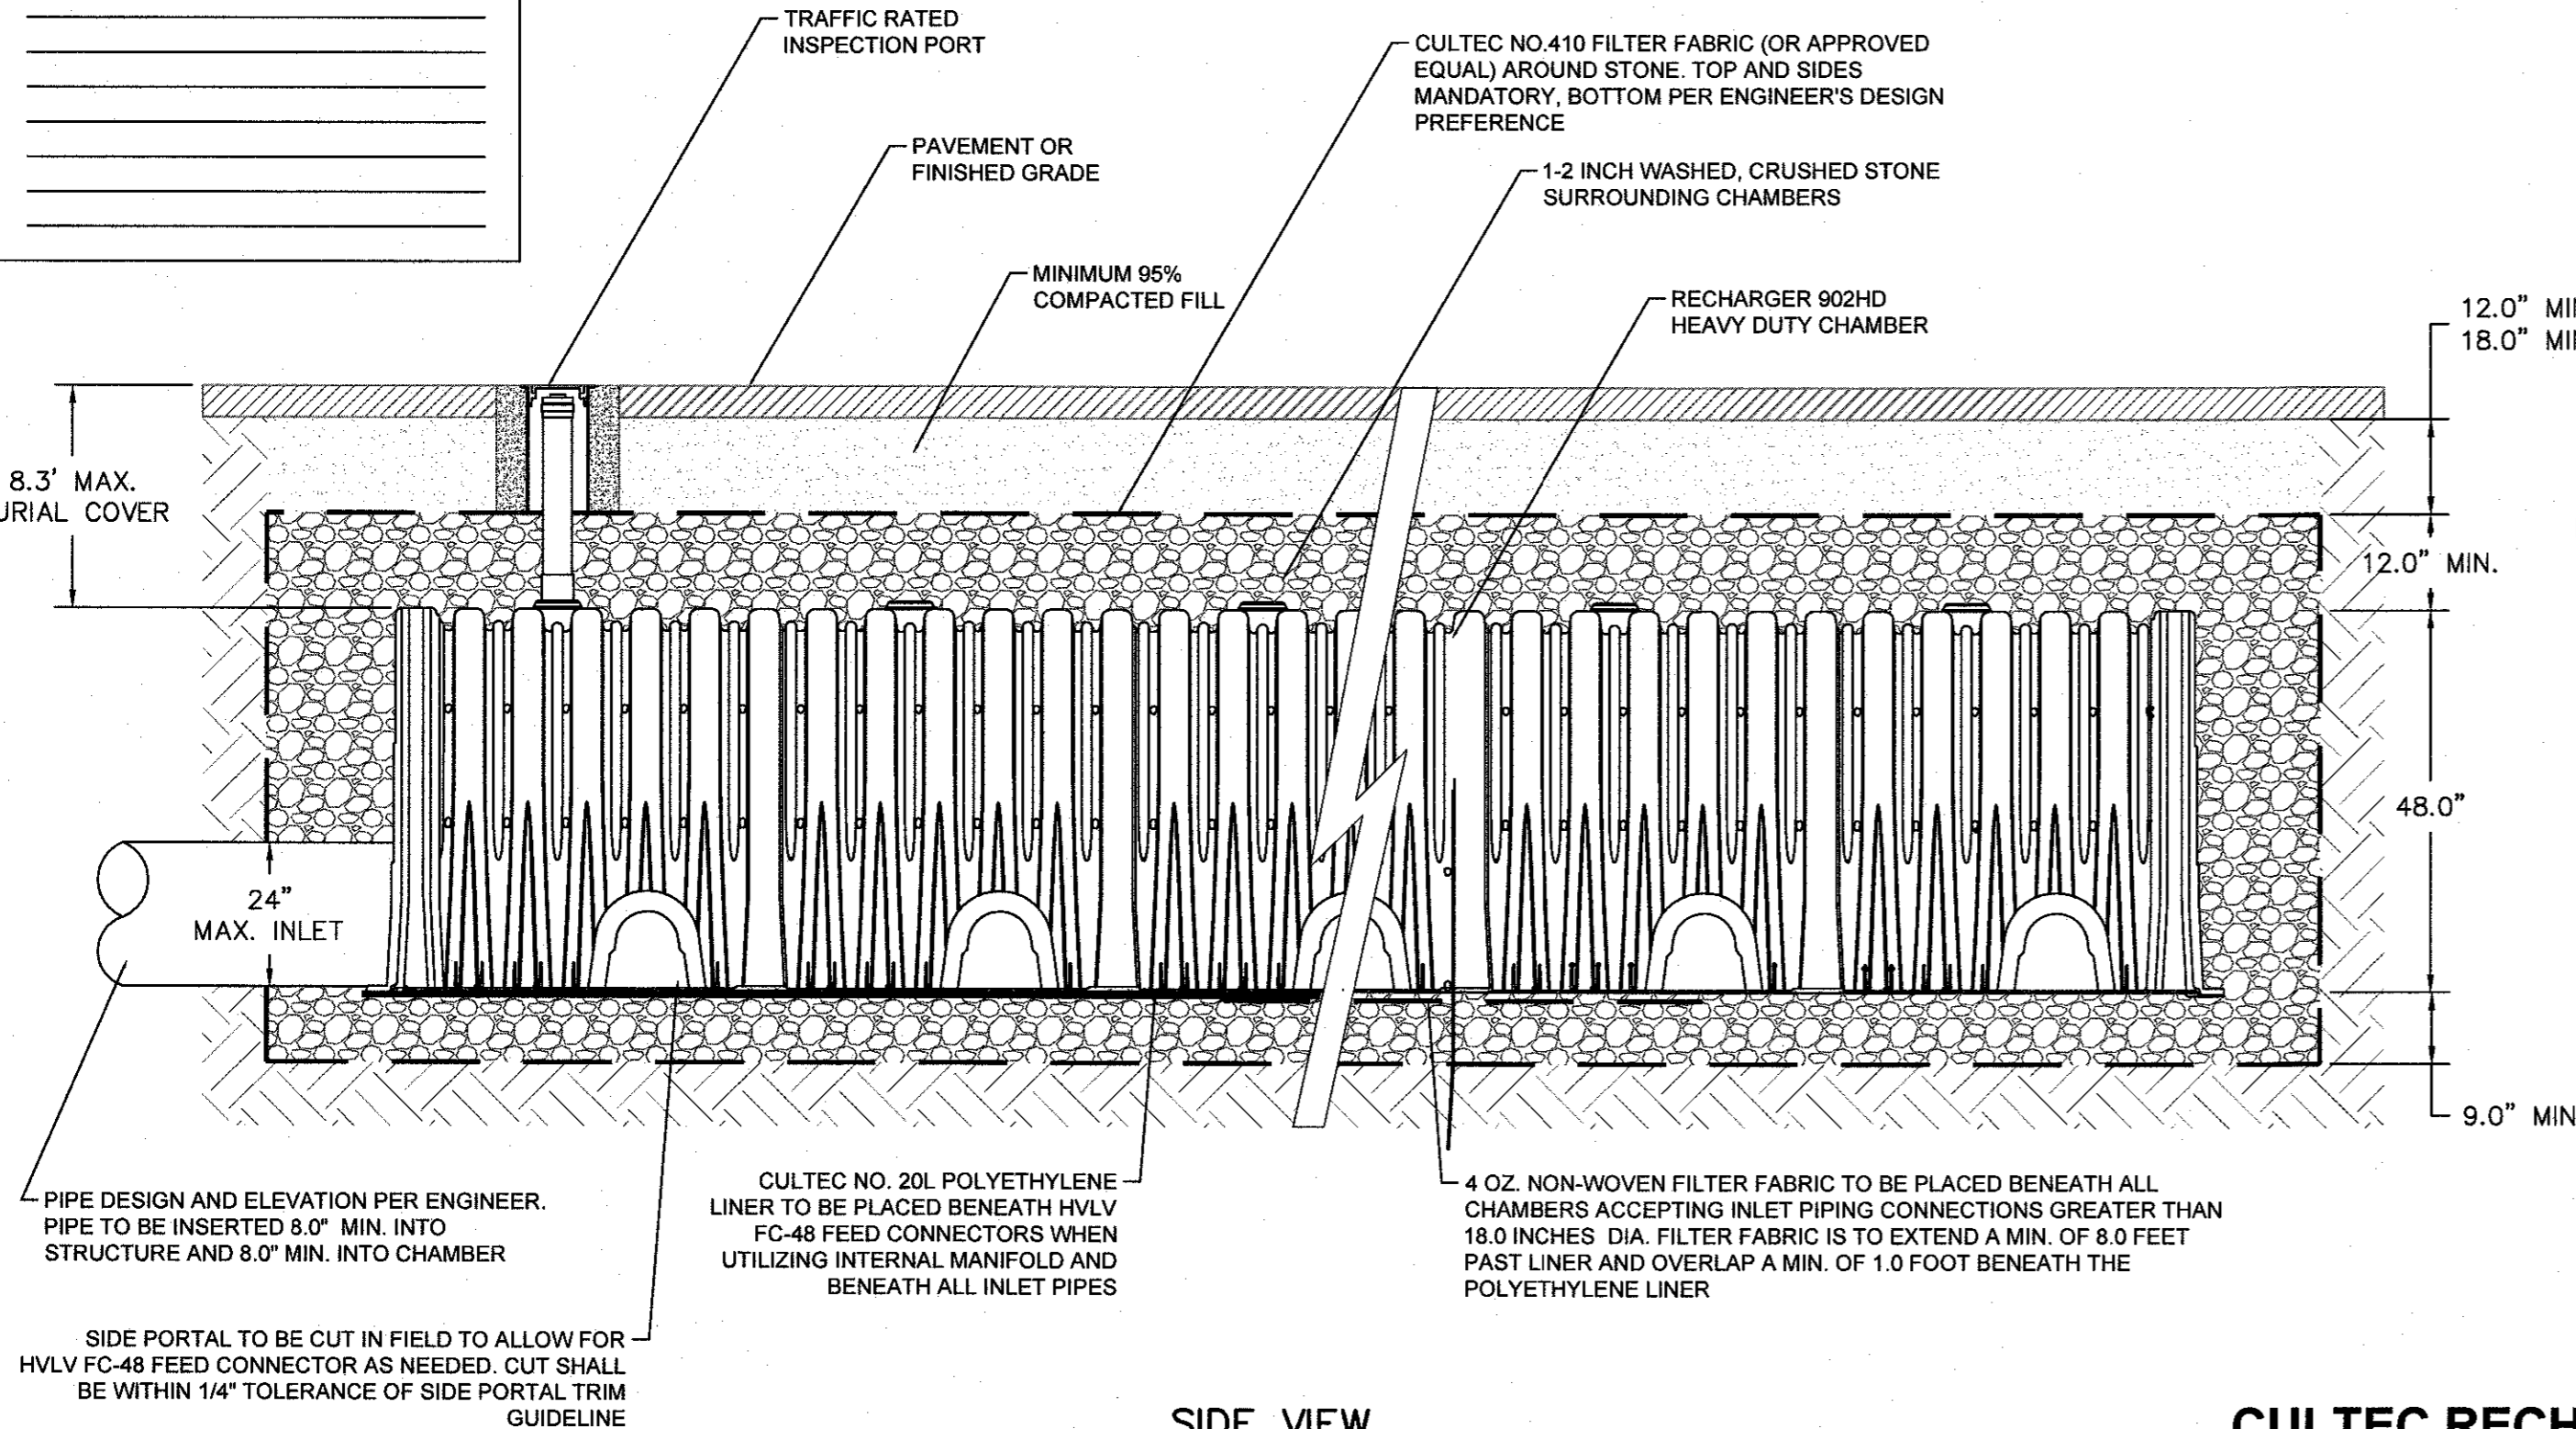 TRAFFIC RATED
INSPECTION PORT
CULTEC NO.410 FILTER FABRIC (OR APPROVED
EQUAL) AROUND STONE. TOP AND SIDES
MANDATORY, BOTTOM PER ENGINEER'S DESIGN
PREFERENCE
PAVEMENT OR
FINISHED GRADE
1-2 INCH WASHED, CRUSHED STONE
SURROUNDING CHAMBERS
MINIMUM 95%
COMPACTED FILL
RECHARGER 902HD
HEAVY DUTY CHAMBER
12.0"
18.0"
8.3' MAX.
COVER
12.0" MIN.
48.0"
24"
MAX. INLET
9.0" MIN
PIPE DESIGN AND ELEVATION PER ENGINEER.
PIPE TO BE INSERTED 8.0" MIN. INTO
STRUCTURE AND 8.0" MIN. INTO CHAMBER
CULTEC NO. 20L POLYETHYLENE
LINER TO BE PLACED BENEATH HVLV
FC-48 FEED CONNECTORS WHEN
UTILIZING INTERNAL MANIFOLD AND
BENEATH ALL INLET PIPES
4 OZ. NON-WOVEN FILTER FABRIC TO BE PLACED BENEATH ALL
CHAMBERS ACCEPTING INLET PIPING CONNECTIONS GREATER THAN
18.0 INCHES DIA. FILTER FABRIC IS TO EXTEND A MIN. OF 8.0 FEET
PAST LINER AND OVERLAP A MIN. OF 1.0 FOOT BENEATH THE
POLYETHYLENE LINER
SIDE PORTAL TO BE CUT IN FIELD TO ALLOW FOR
HVLV FC-48 FEED CONNECTOR AS NEEDED. CUT SHALL
BE WITHIN 1/4" TOLERANCE OF SIDE PORTAL TRIM
GUIDELINE
SIDE VIEW
CULTEC RECH